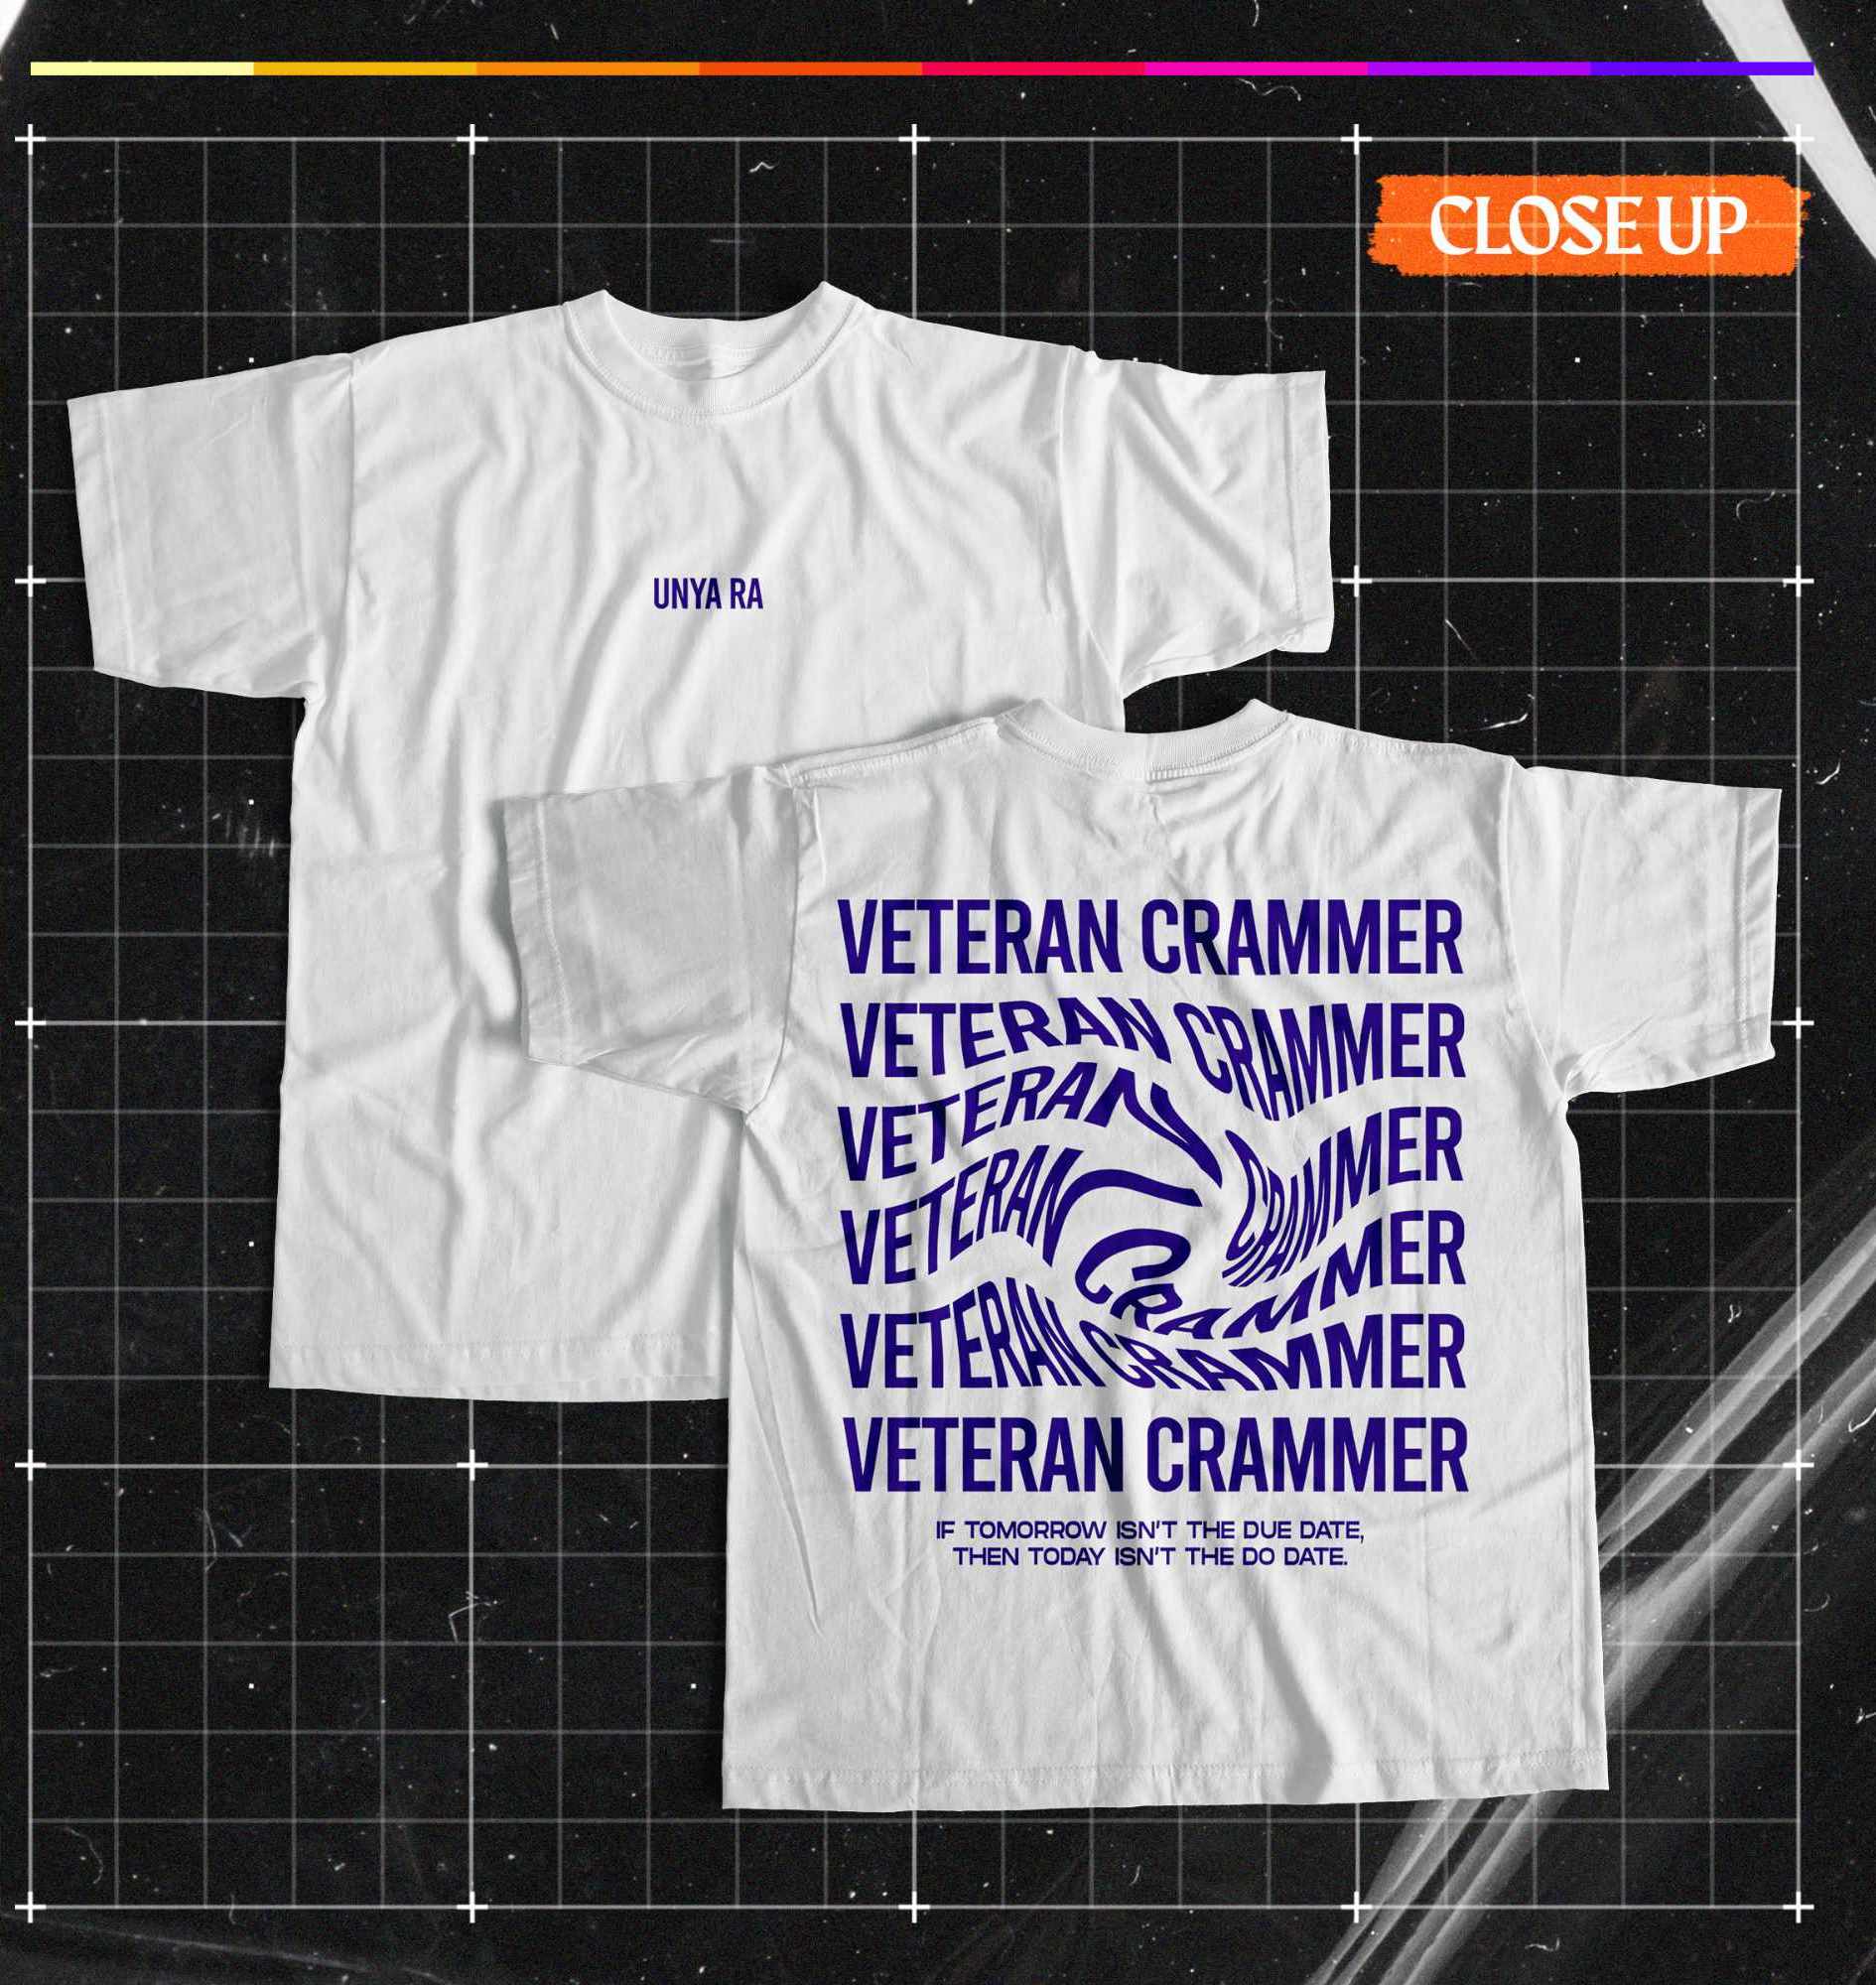 CLOSE UP
UNYA RA
VETERAN CRAMMER
VETERAN CRAMMER
VETERAN CRAMMER
VETERAN CRAMMER
VETERAN CRAMMER
VETERAN CRAMMER
IF TOMORROW ISN'T THE DUE DATE,
THEN TODAY ISN'T THE DO DATE.